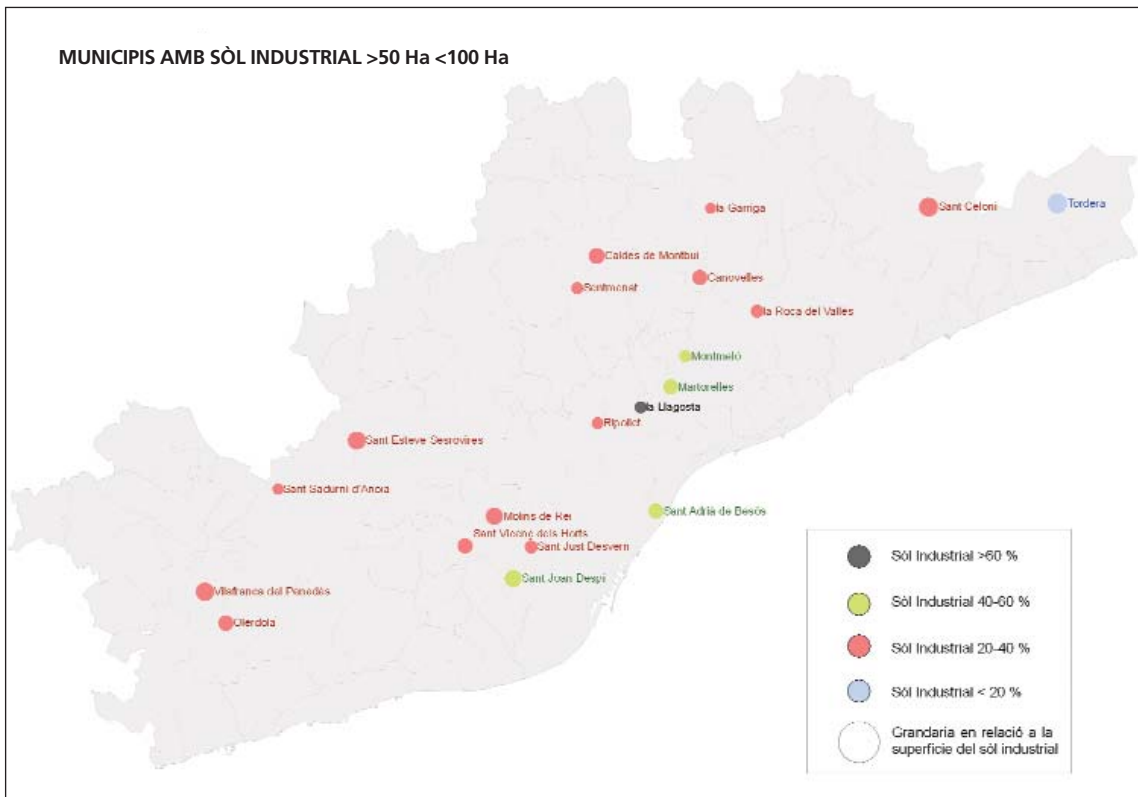 MUNICIPIS AMB SÒL INDUSTRIAL >50 Ha <100 Ha
la Garriga
Sant Celoni
Tordera
Caldes de Montbui
Canovelles
Sentmenat
la Roca del Valles
Montmeló
Martorelles
la Llagosta
Ripollet
Sant Esteve Sesrovires
Sant Sadurni d'Anoia
Sant Adrià de Besòs
Molins de Rei
Sant Vicenç dels Horts
Sant Just Desvern
Sant Joan Despí
Vilafranca del Penedès
Olerdola
Sòl Industrial >60 %
Sòl Industrial 40-60 %
Sòl Industrial 20-40 %
Sòl Industrial < 20 %
Grandaria en relació a la
superficie del sòl industrial